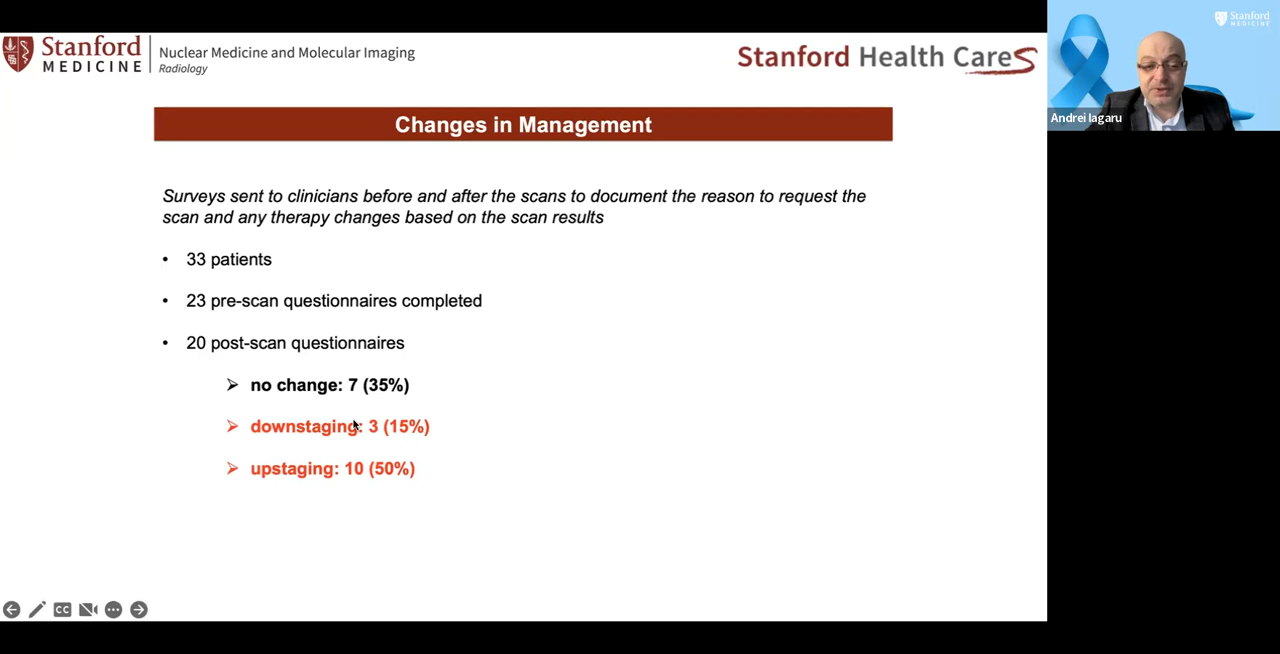 Stanford
MEDICINE
Nuclear Medicine and Molecular Imaging
Radiology
Stanford Health Care
Stanford
MEDICINE
Andrei Iagaru
Changes in Management
Surveys sent to clinicians before and after the scans to document the reason to request the
scan and any therapy changes based on the scan results
• 33 patients
• 23 pre-scan questionnaires completed
• 20 post-scan questionnaires
➢ no change: 7 (35%)
➢ downstaging: 3 (15%)
➢ upstaging: 10 (50%)
CC